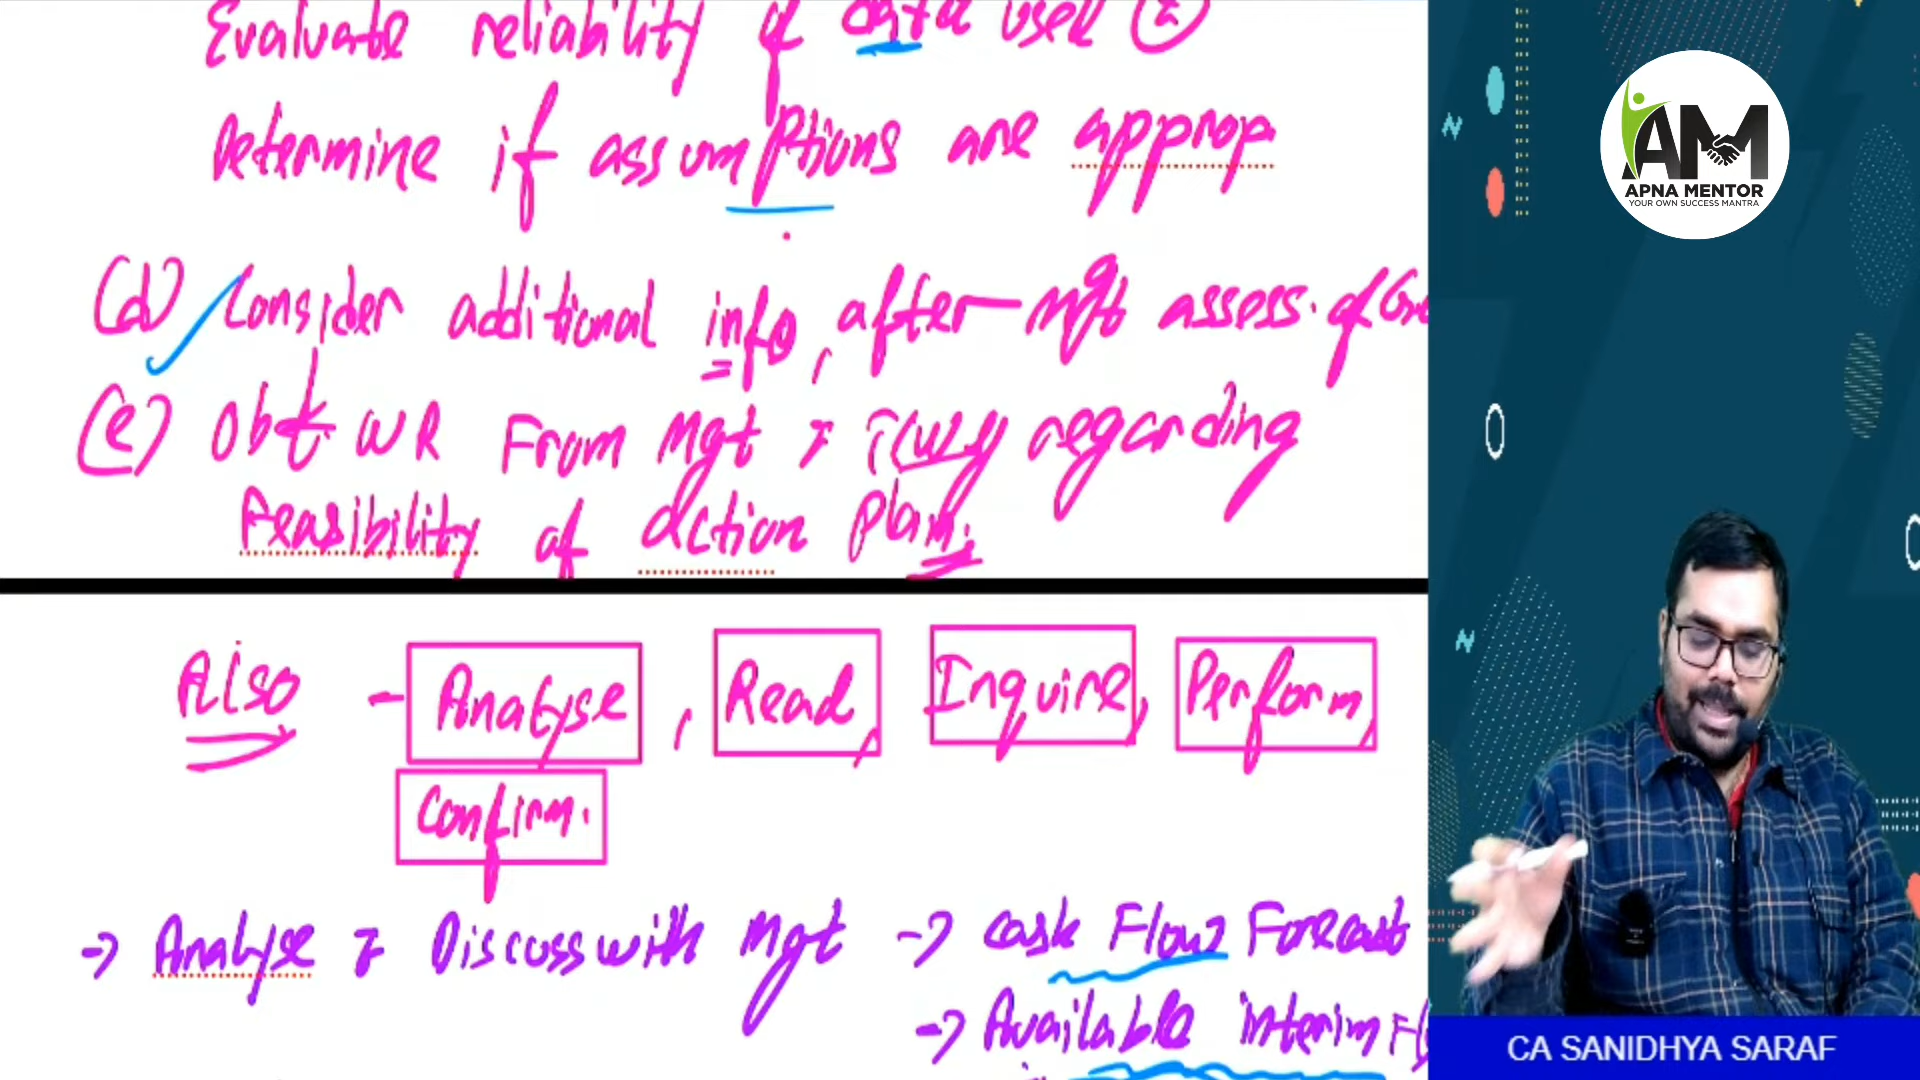 Evaluate reliability of data used &
Determine if assumptions are approp.
(d) Consider additional info, after mgt assess. of
(e) Obt. WR From Mgt & TCWG regarding
Feasibility of action plan.
Also - Analyse, Read, Inquire, Perform,
Confirm.
-> Analyse & Discuss with Mgt -> Cash Flow Forecast
-> Available interim F
AM
APNA MENTOR
YOUR OWN SUCCESS MANTRA
CA SANIDHYA SARAF